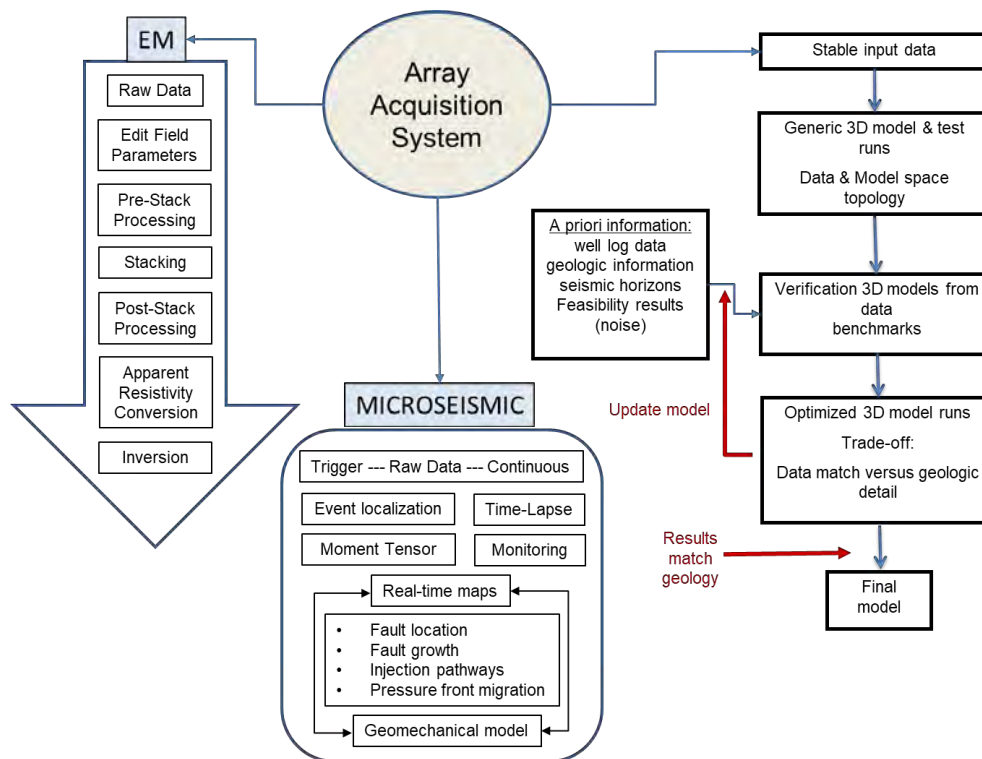 EM
Raw Data
Edit Field
Parameters
Pre-Stack
Processing
Stacking
Post-Stack
Processing
Apparent
Resistivity
Conversion
Inversion
Array
Acquisition
System
MICROSEISMIC
Trigger --- Raw Data --- Continuous
Event localization
Time-Lapse
Moment Tensor
Monitoring
Real-time maps
• Fault location
• Fault growth
• Injection pathways
• Pressure front migration
Geomechanical model
Stable input data
Generic 3D model & test
runs
Data & Model space
topology
A priori information:
well log data
geologic information
seismic horizons
Feasibility results
(noise)
Verification 3D models from
data
benchmarks
Update model
Optimized 3D model runs
Trade-off:
Data match versus geologic
detail
Results
match
geology
Final
model